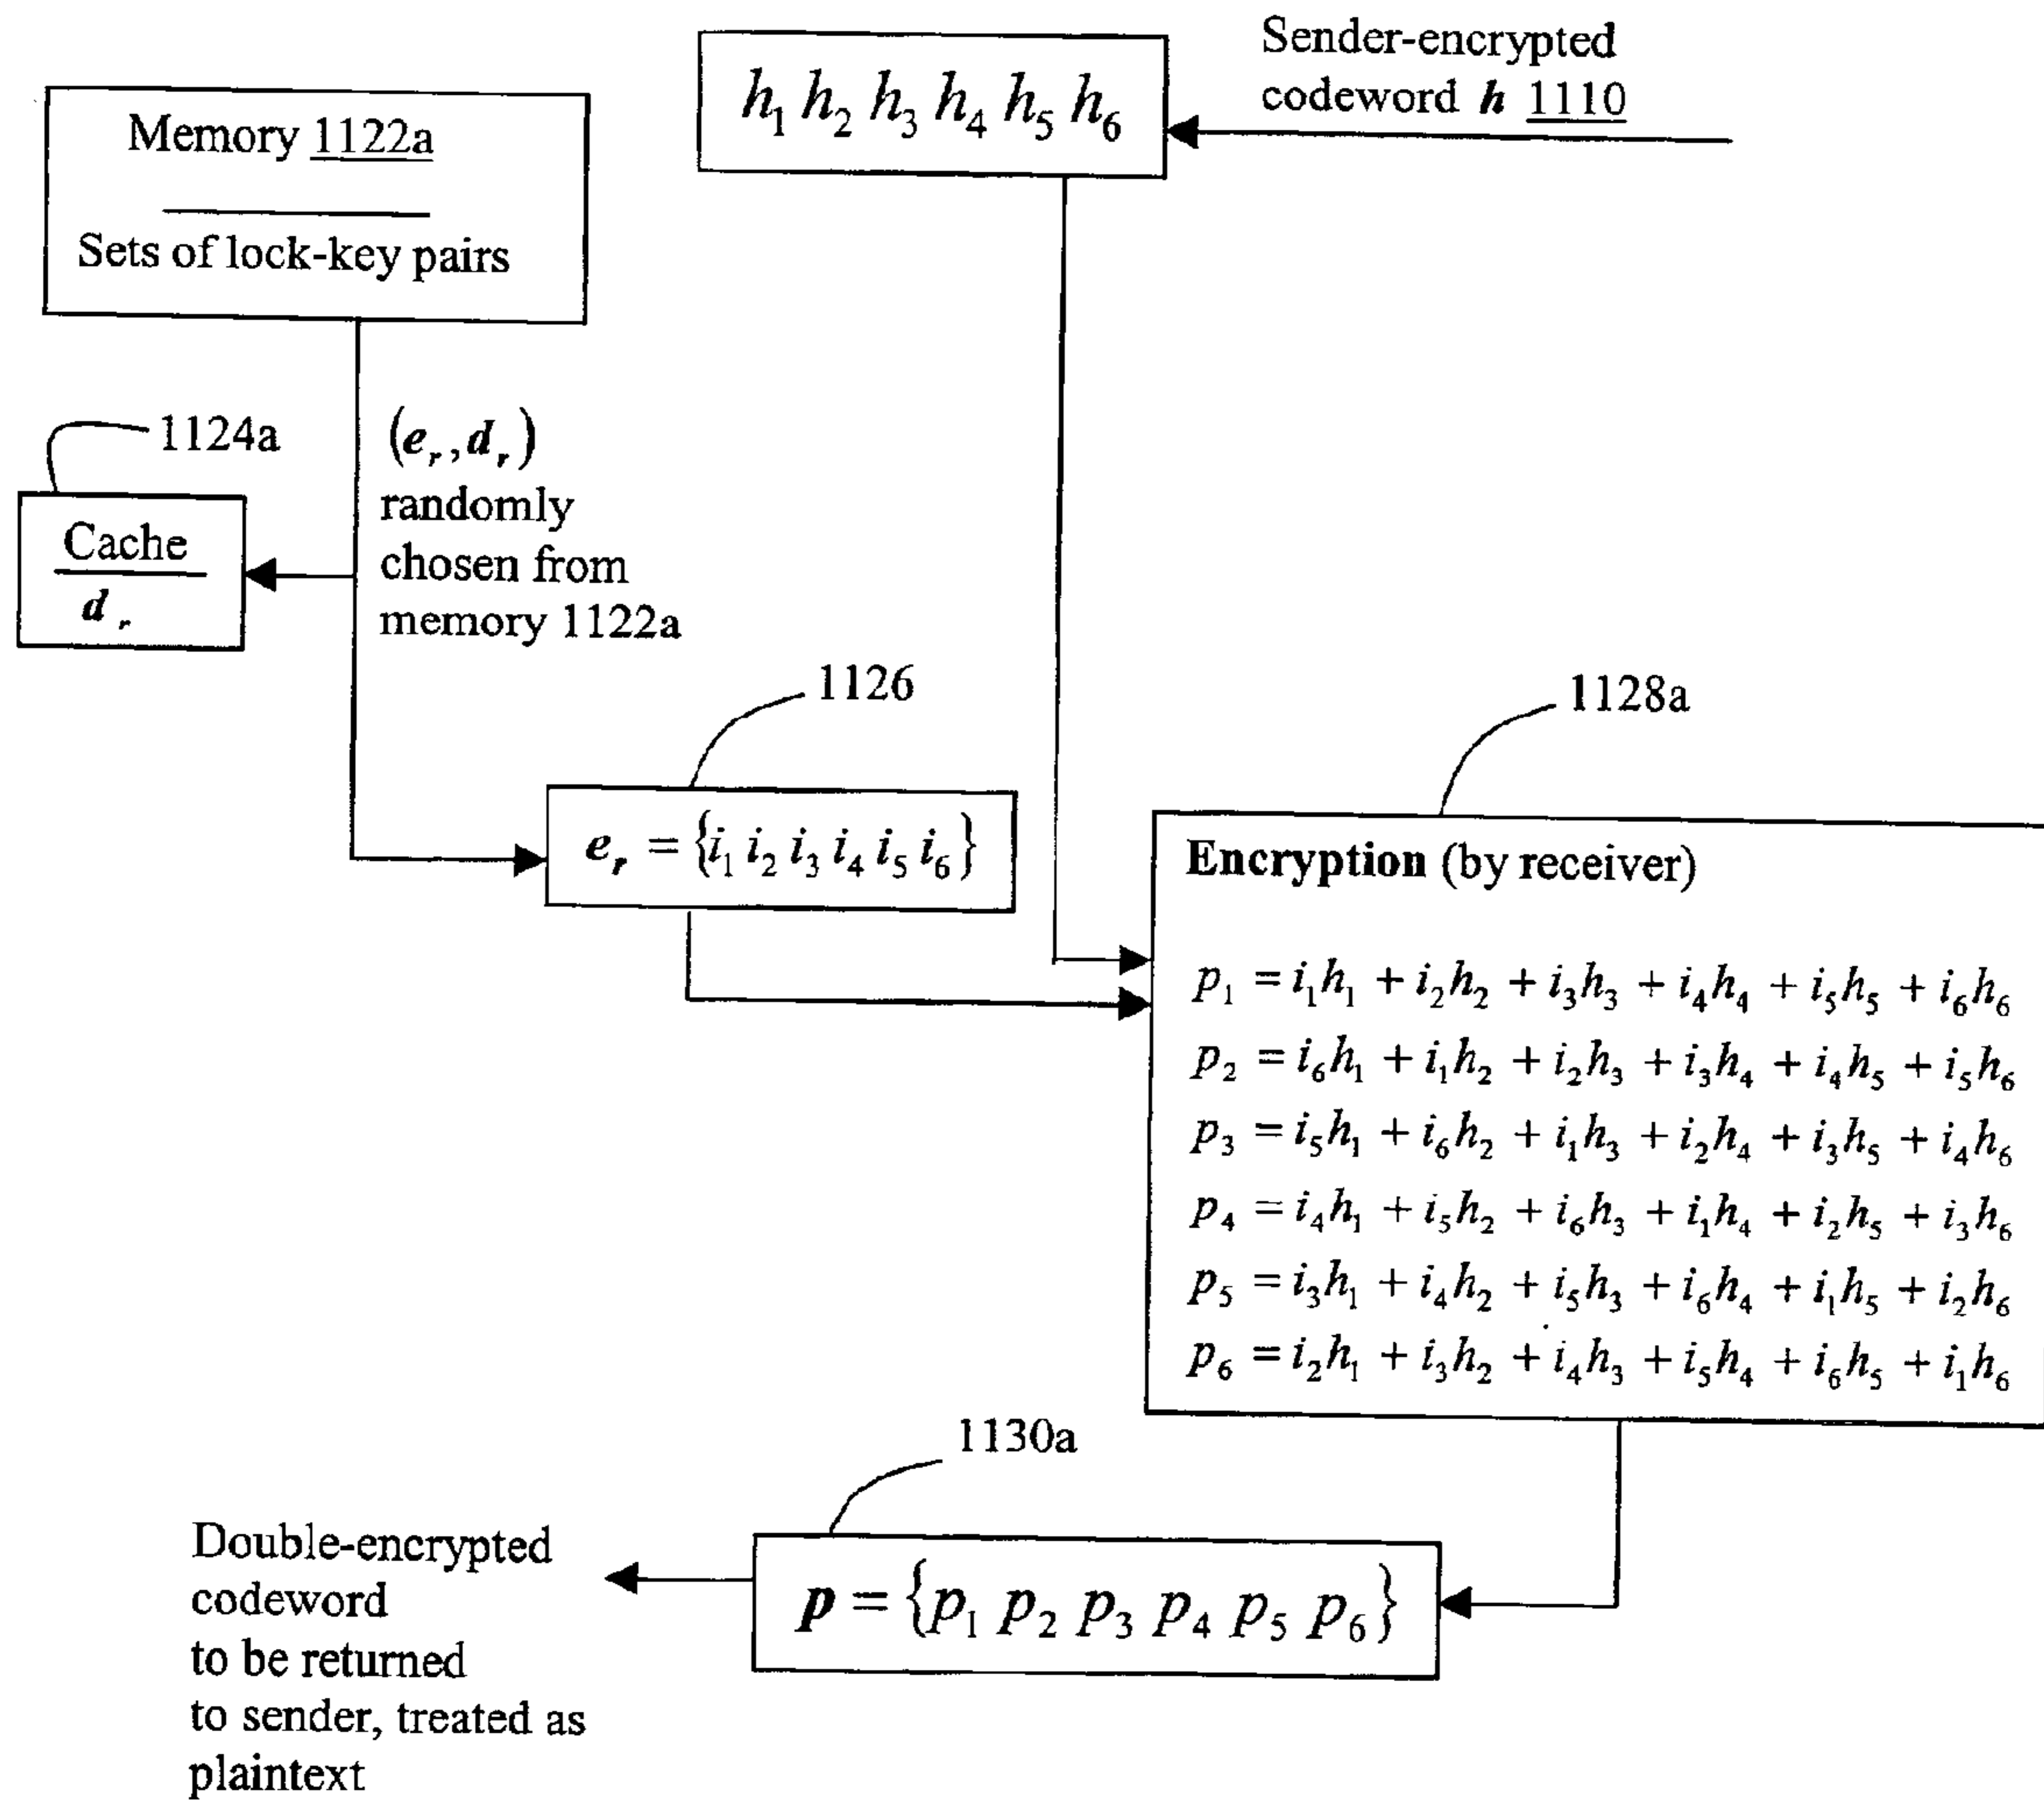 Sender-encrypted
codeword h 1110
h₁ h₂ h₃ h₄ h₅ h₆
Memory 1122a
Sets of lock-key pairs
1124a
Cache
dᵣ
(eᵣ, dᵣ)
randomly
chosen from
memory 1122a
1126
eᵣ = {i₁ i₂ i₃ i₄ i₅ i₆}
1128a
Encryption (by receiver)
p₁ = i₁h₁ + i₂h₂ + i₃h₃ + i₄h₄ + i₅h₅ + i₆h₆
p₂ = i₆h₁ + i₁h₂ + i₂h₃ + i₃h₄ + i₄h₅ + i₅h₆
p₃ = i₅h₁ + i₆h₂ + i₁h₃ + i₂h₄ + i₃h₅ + i₄h₆
p₄ = i₄h₁ + i₅h₂ + i₆h₃ + i₁h₄ + i₂h₅ + i₃h₆
p₅ = i₃h₁ + i₄h₂ + i₅h₃ + i₆h₄ + i₁h₅ + i₂h₆
p₆ = i₂h₁ + i₃h₂ + i₄h₃ + i₅h₄ + i₆h₅ + i₁h₆
1130a
p = {p₁ p₂ p₃ p₄ p₅ p₆}
Double-encrypted
codeword
to be returned
to sender, treated as
plaintext